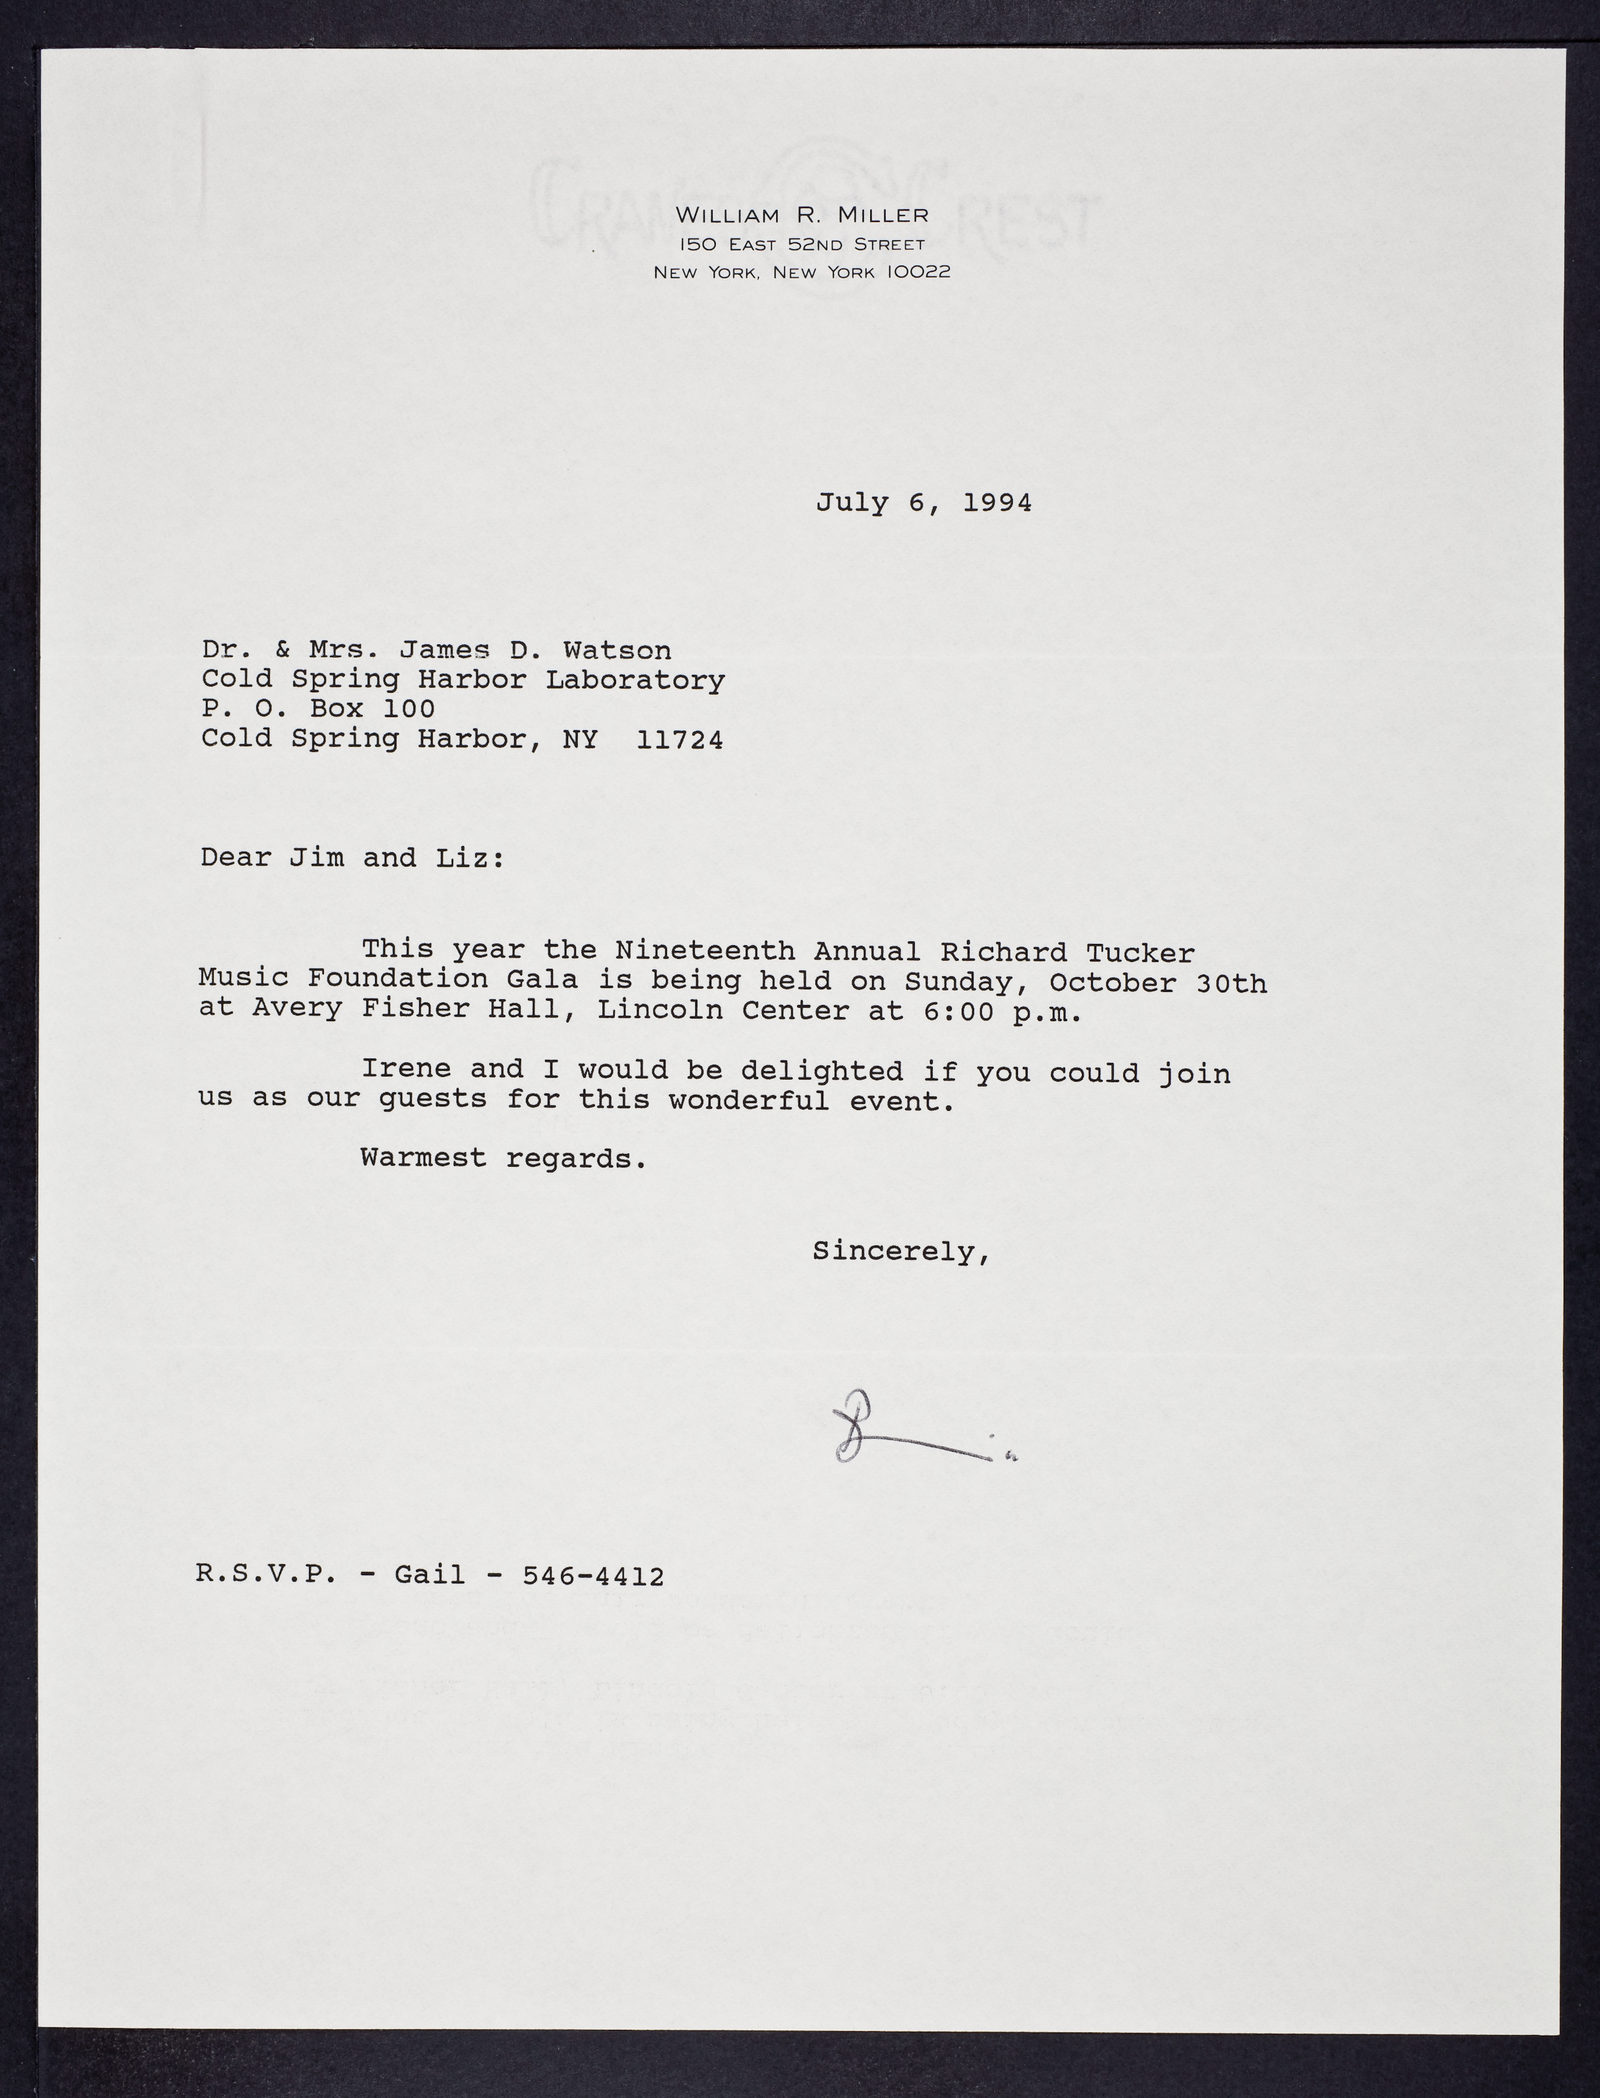 WILLIAM R. MILLER
150 EAST 52ND STREET
NEW YORK, NEW YORK 10022
July 6, 1994
Dr. & Mrs. James D. Watson
Cold Spring Harbor Laboratory
P. O. Box 100
Cold Spring Harbor, NY 11724
Dear Jim and Liz:
This year the Nineteenth Annual Richard Tucker
Music Foundation Gala is being held on Sunday, October 30th
at Avery Fisher Hall, Lincoln Center at 6:00 p.m.
Irene and I would be delighted if you could join
us as our guests for this wonderful event.
Warmest regards.
Sincerely,
R.S.V.P. - Gail - 546-4412